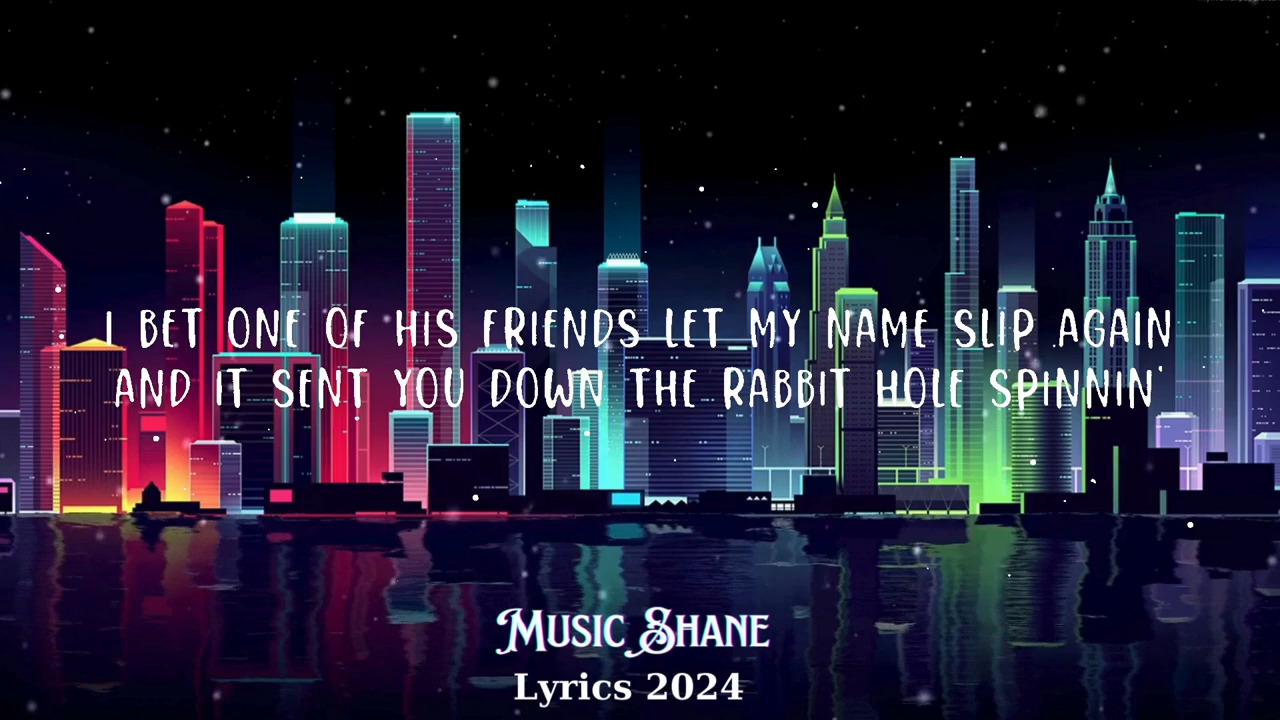 I BET ONE OF HIS FRIENDS LET MY NAME SLIP AGAIN
AND IT SENT YOU DOWN THE RABBIT HOLE SPINNIN'
MUSIC SHANE
Lyrics 2024